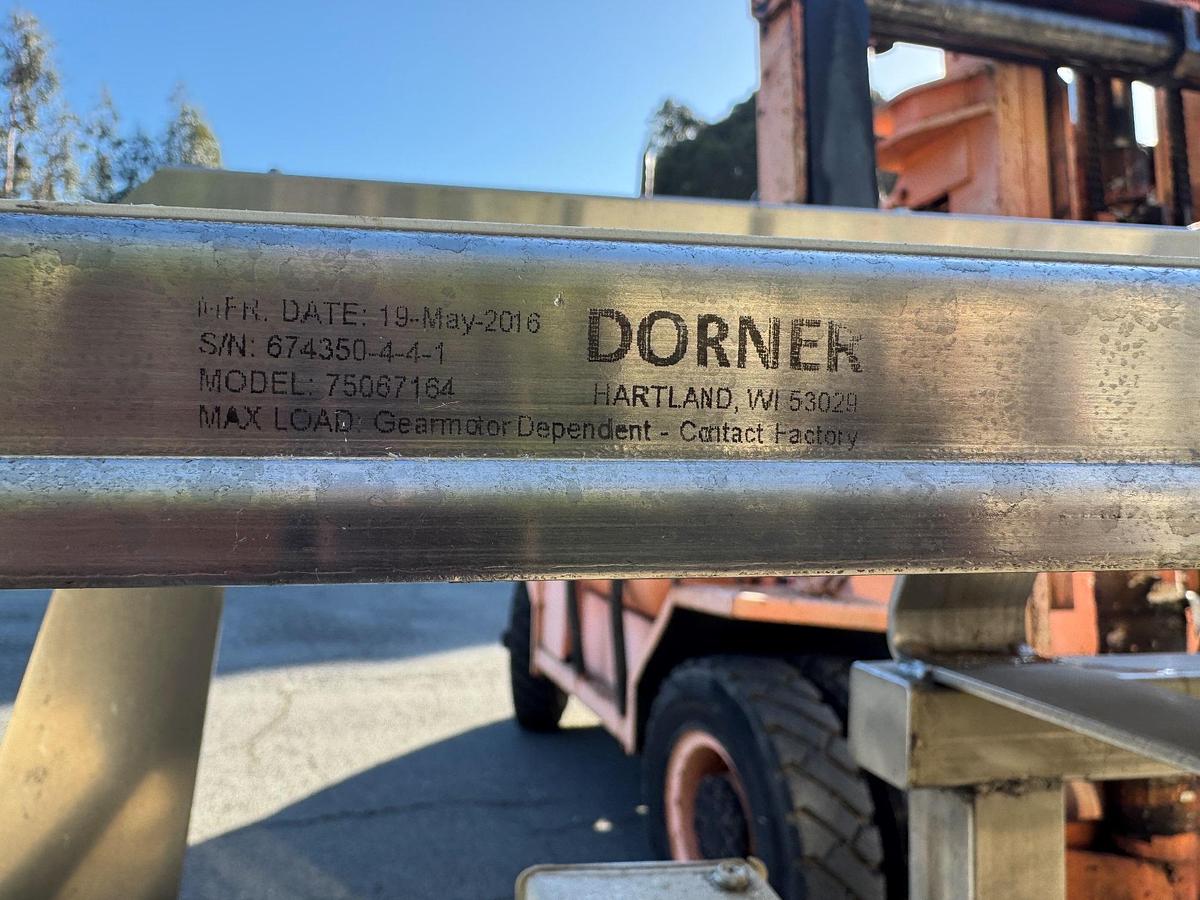 MFR. DATE: 19-May-2016
S/N: 674350-4-4-1
MODEL: 75067164
MAX LOAD: Gearmotor Dependent - Contact Factory
DORNER
HARTLAND, WI 53029